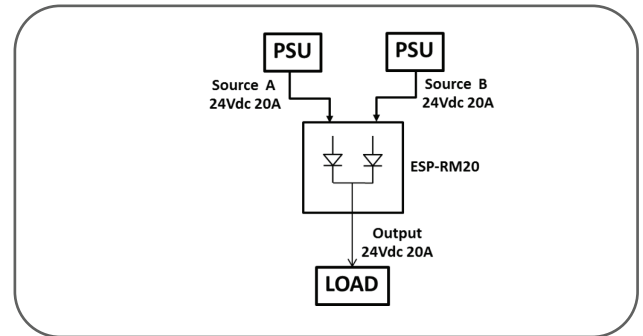 PSU
PSU
Source A
24Vdc 20A
Source B
24Vdc 20A
ESP-RM20
Output
24Vdc 20A
LOAD